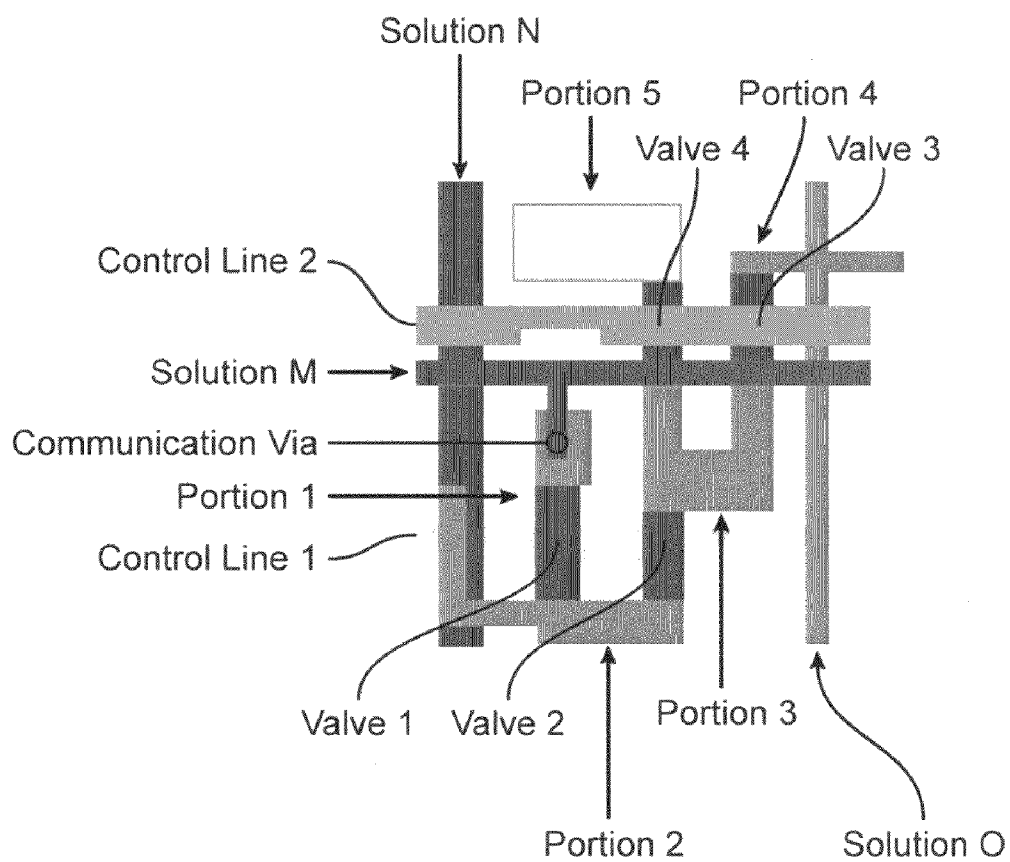 Solution N
Portion 5
Portion 4
Valve 4
Valve 3
Control Line 2
Solution M
Communication Via
Portion 1
Control Line 1
Valve 1
Valve 2
Portion 3
Portion 2
Solution O